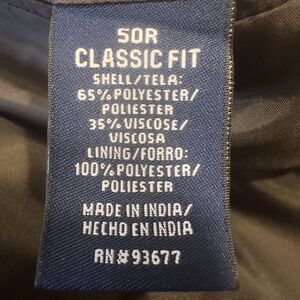 50R
CLASSIC FIT
SHELL/TELA:
65% POLYESTER/
POLIESTER
35% VISCOSE/
VISCOSA
LINING/FORRO:
100% POLYESTER/
POLIESTER
MADE IN INDIA/
HECHO EN INDIA
RN#93677